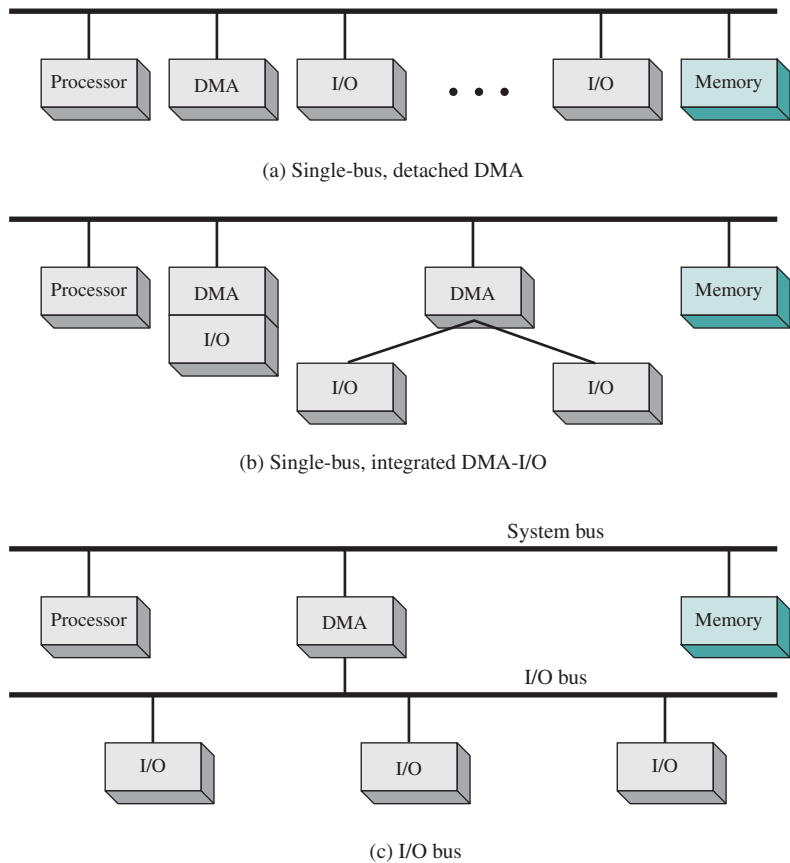 Processor
DMA
I/O
I/O
Memory
(a) Single-bus, detached DMA
Processor
DMA
I/O
DMA
Memory
I/O
I/O
(b) Single-bus, integrated DMA-I/O
System bus
Processor
DMA
Memory
I/O bus
I/O
I/O
I/O
(c) I/O bus